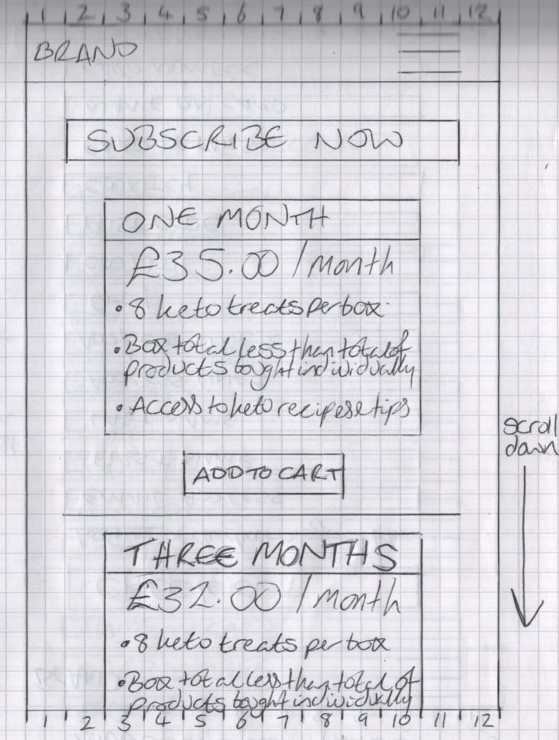 1 2 3 4 5 6 7 8 9 10 11 12
BRAND
SUBSCRIBE NOW
ONE MONTH
£35.00 / month
• 8 keto treats per box
• Box total less than total of
products bought individually
• Access to keto recipes & tips
ADD TO CART
scroll
down
THREE MONTHS
£32.00 / month
• 8 keto treats per box
• Box total less than total of
products bought individually
1 2 3 4 5 6 7 8 9 10 11 12